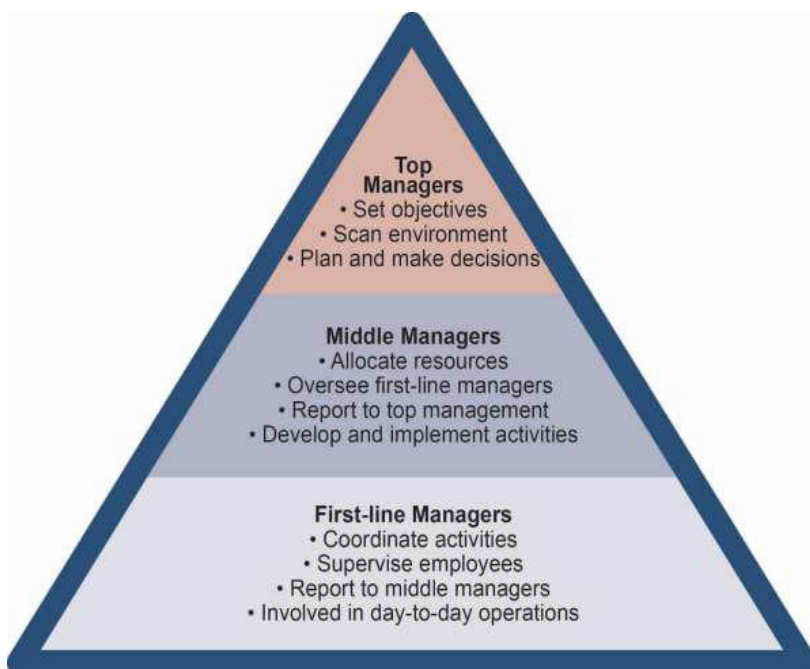 Top
Managers
• Set objectives
• Scan environment
• Plan and make decisions
Middle Managers
• Allocate resources
• Oversee first-line managers
• Report to top management
• Develop and implement activities
First-line Managers
• Coordinate activities
• Supervise employees
• Report to middle managers
• Involved in day-to-day operations